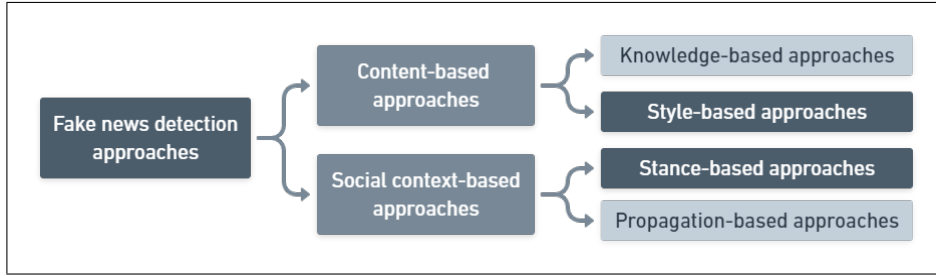 Fake news detection
approaches
Content-based
approaches
Knowledge-based approaches
Style-based approaches
Social context-based
approaches
Stance-based approaches
Propagation-based approaches